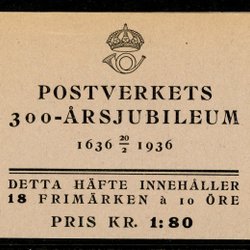 POSTVERKETS
300-ÅRSJUBILEUM
1636 20/2 1936
DETTA HÄFTE INNEHÅLLER
18 FRIMÄRKEN à 10 ÖRE
PRIS KR. 1:80